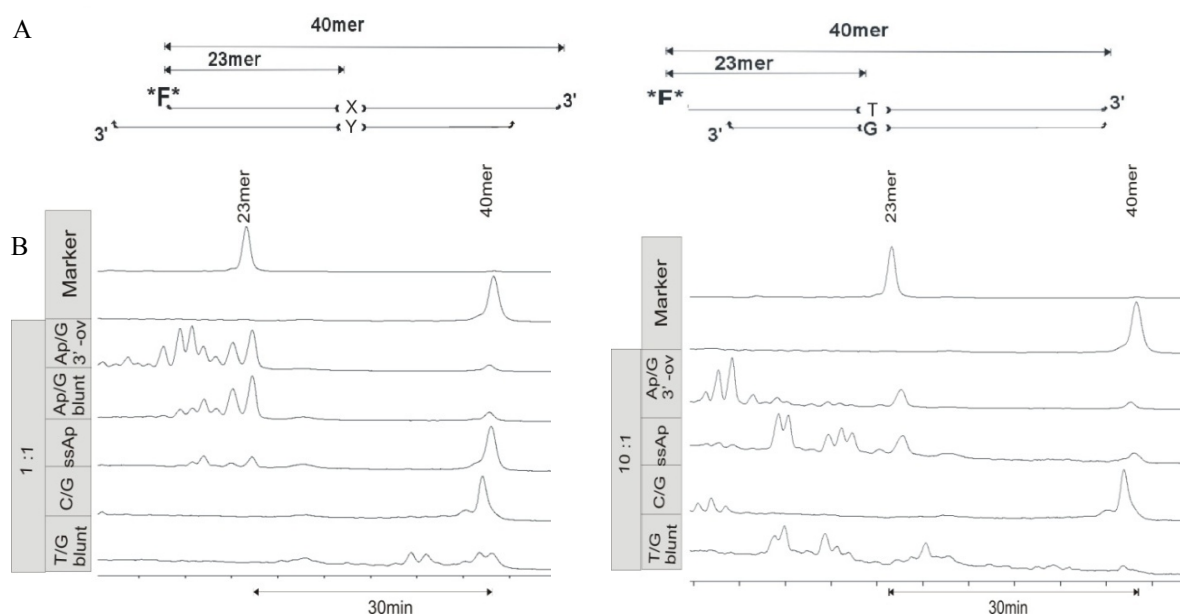 A
40mer
23mer
*F*
X
3'
3'
Y
40mer
23mer
*F*
T
3'
3'
G
B
23mer
40mer
Marker
1 :1
Ap/G
3' -ov
Ap/G
blunt
ssAp
C/G
T/G
blunt
30min
23mer
40mer
Marker
10 :1
Ap/G
3' -ov
ssAp
C/G
T/G
blunt
30min